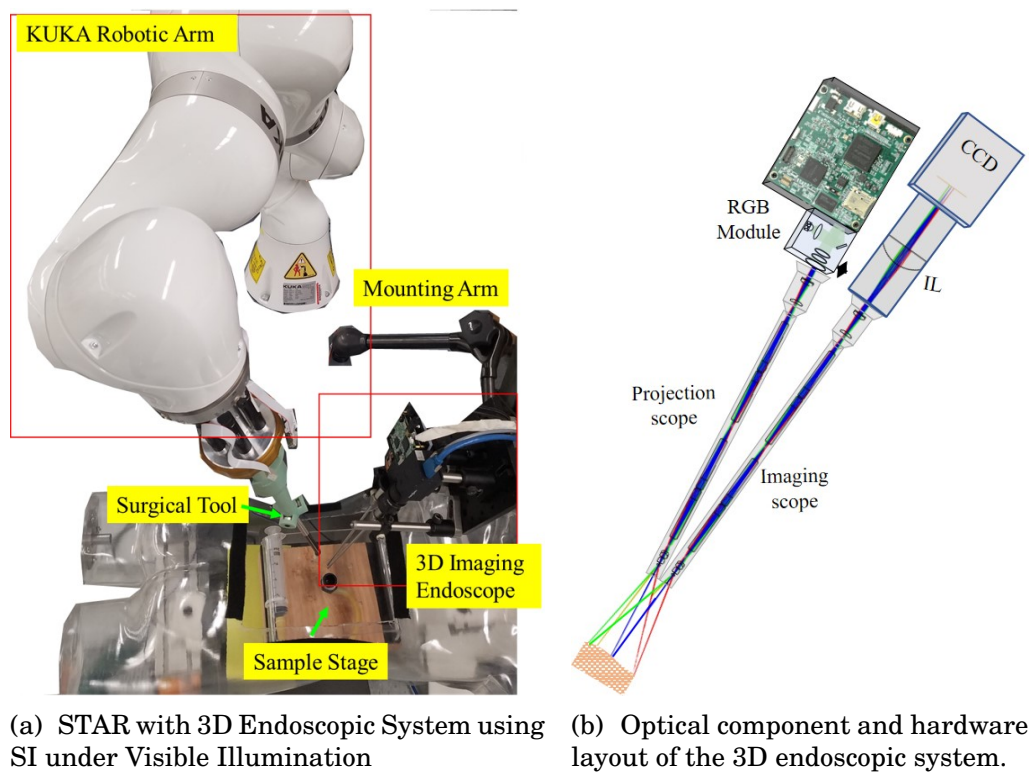 KUKA Robotic Arm
KUKA
Mounting Arm
Surgical Tool
3D Imaging
Endoscope
Sample Stage
CCD
RGB
Module
IL
Projection
scope
Imaging
scope
(a) STAR with 3D Endoscopic System using
SI under Visible Illumination
(b) Optical component and hardware
layout of the 3D endoscopic system.